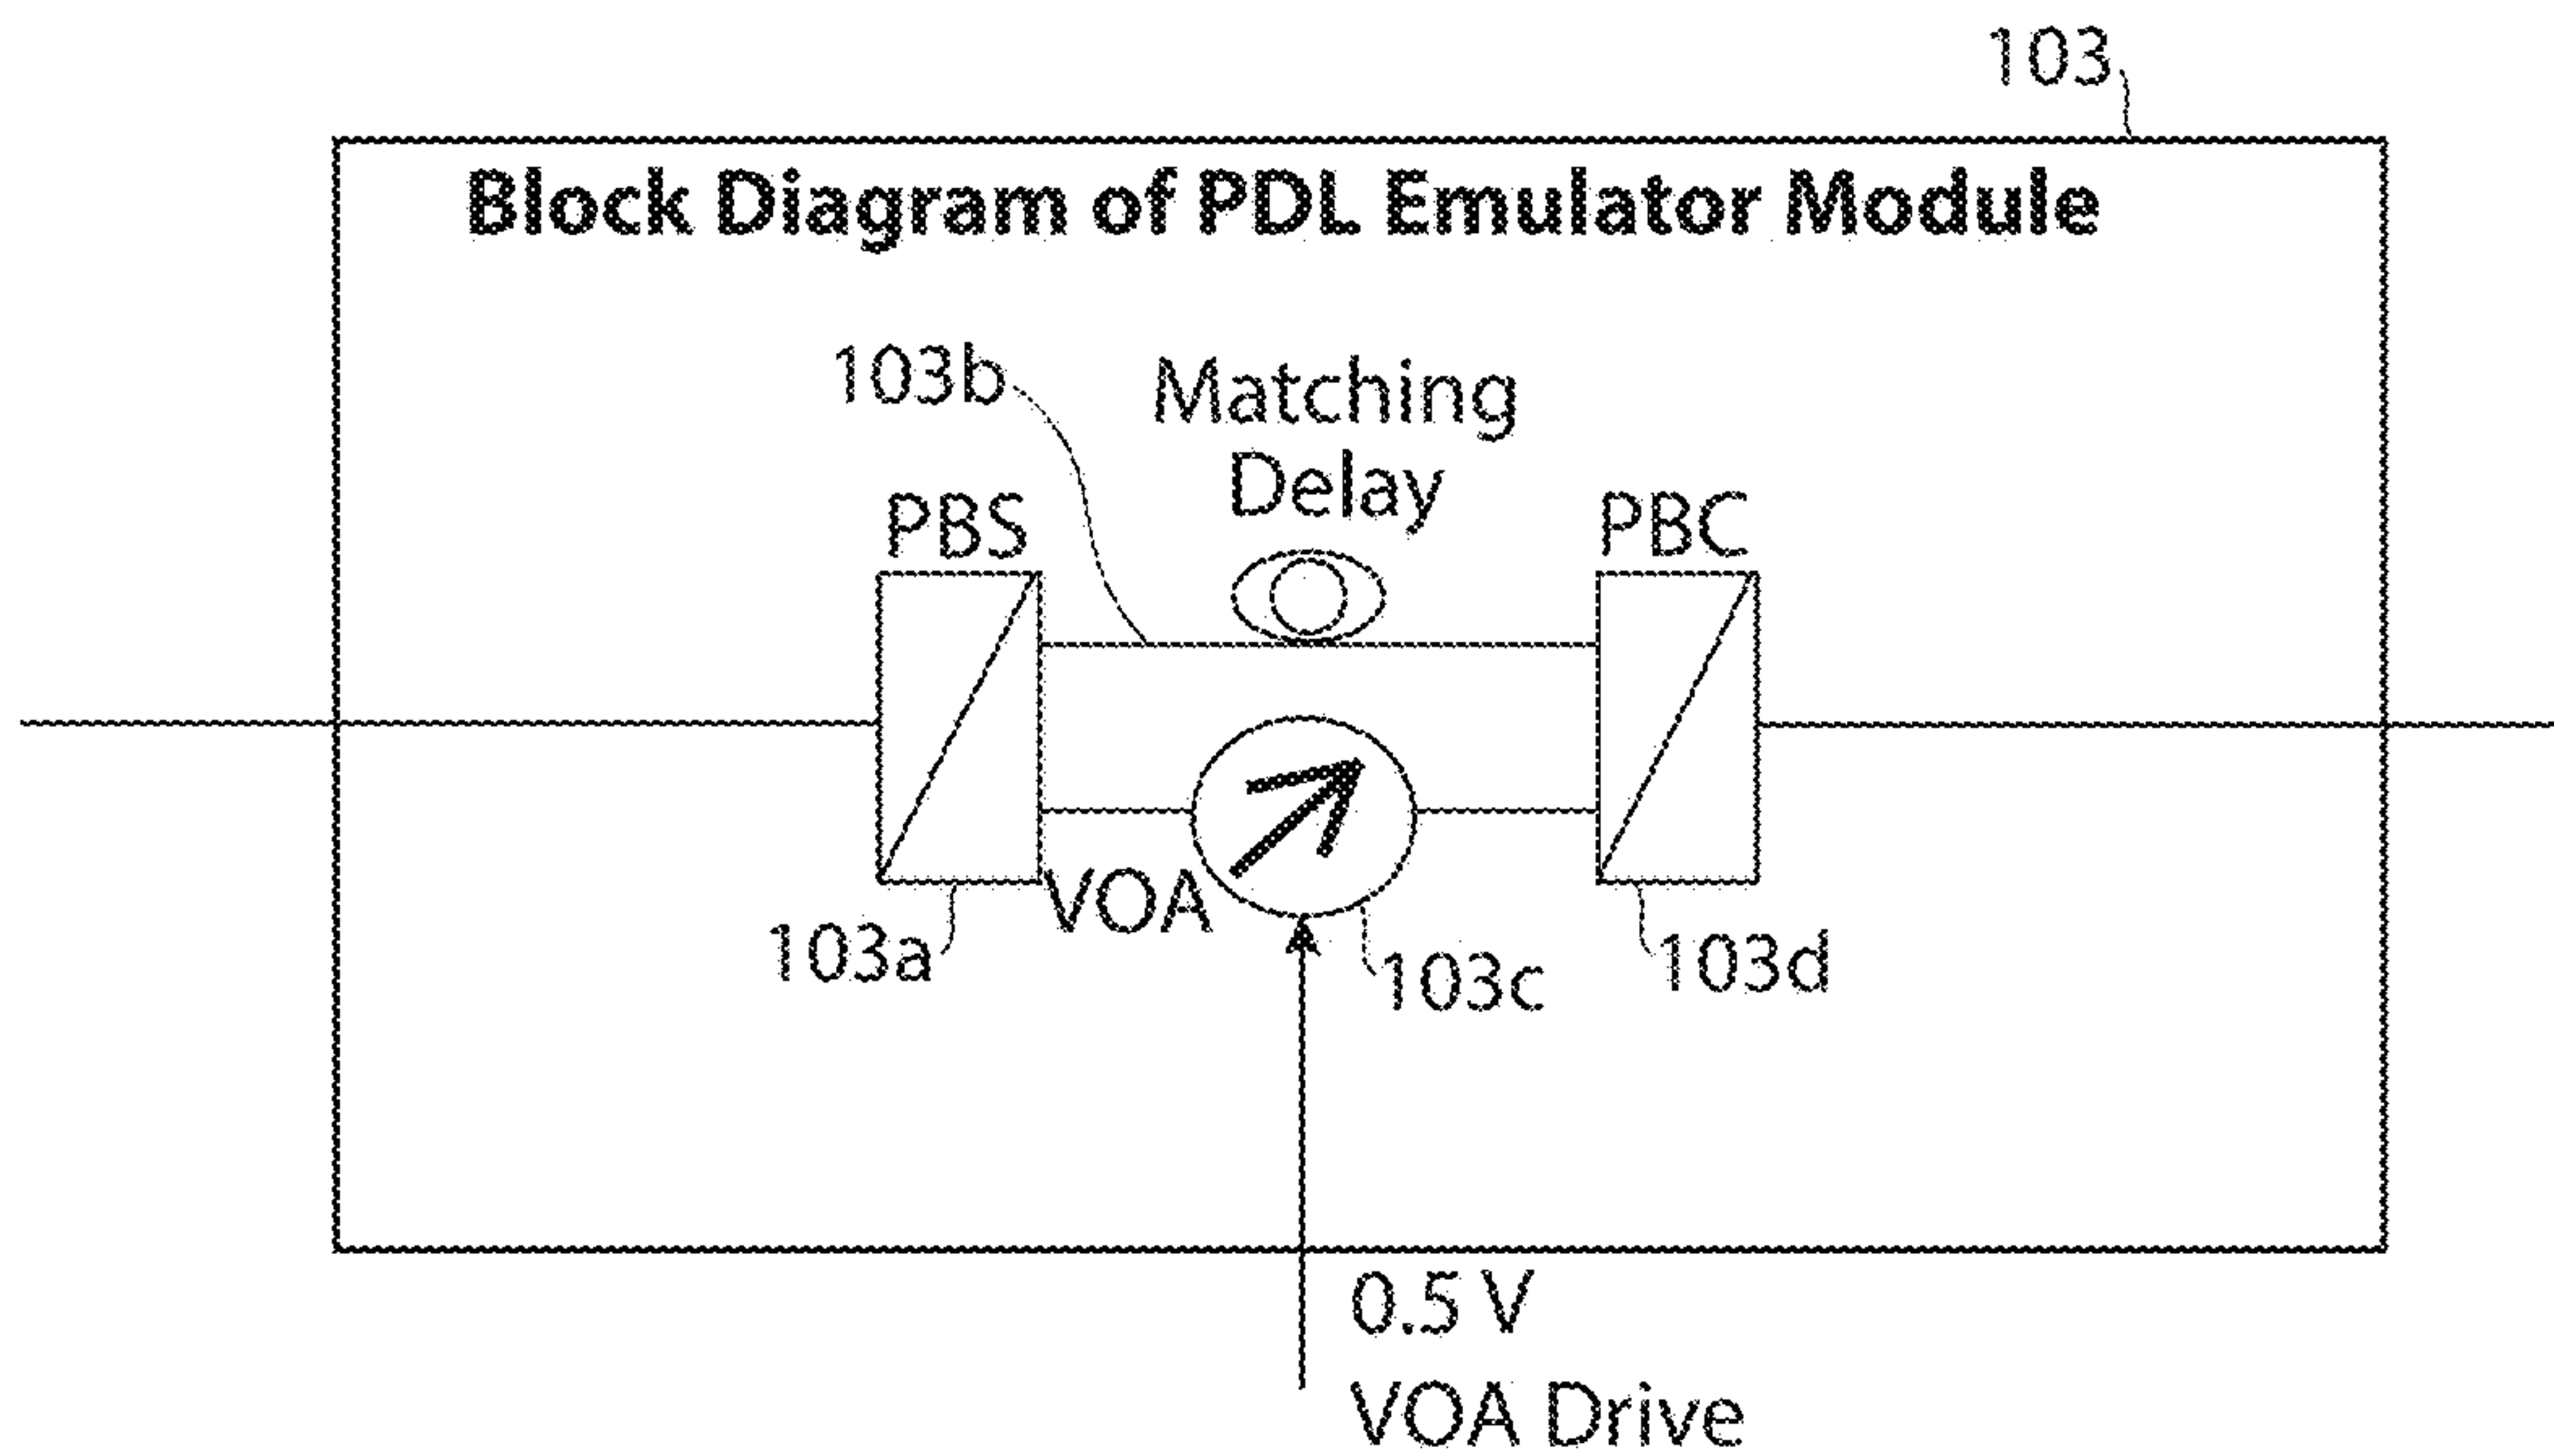 103
Block Diagram of PDL Emulator Module
103b
Matching
Delay
PBS
PBC
VOA
103a
103c
103d
0.5 V
VOA Drive